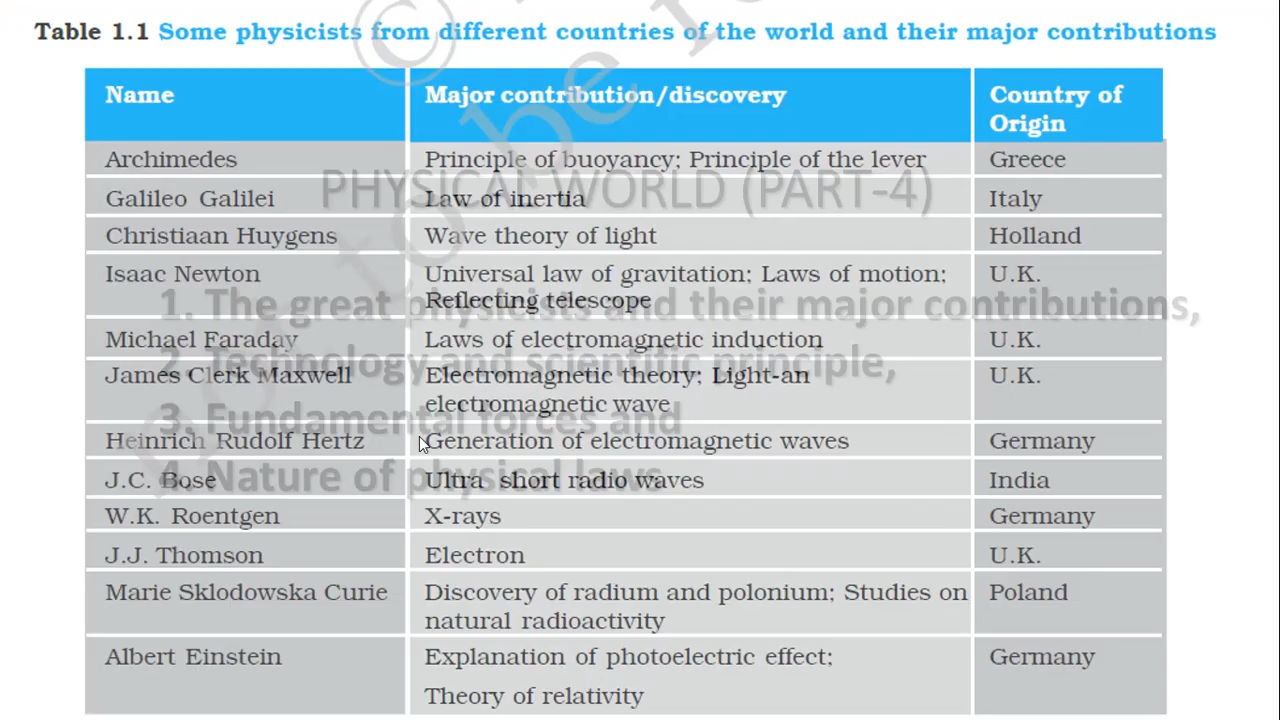 Table 1.1 Some physicists from different countries of the world and their major contributions
Name Major contribution/discovery Country of
Origin
Archimedes Principle of buoyancy; Principle of the lever Greece
PHYSICAL WORLD (PART-4)
Galileo Galilei Law of inertia Italy
Christiaan Huygens Wave theory of light Holland
Isaac Newton Universal law of gravitation; Laws of motion; U.K.
Reflecting telescope
1. The great physicists and their major contributions,
Michael Faraday Laws of electromagnetic induction U.K.
2. Technology and scientific principle,
James Clerk Maxwell Electromagnetic theory; Light-an U.K.
electromagnetic wave
3. Fundamental forces and
Heinrich Rudolf Hertz Generation of electromagnetic waves Germany
4. Nature of physical laws
J.C. Bose Ultra short radio waves India
W.K. Roentgen X-rays Germany
J.J. Thomson Electron U.K.
Marie Sklodowska Curie Discovery of radium and polonium; Studies on Poland
natural radioactivity
Albert Einstein Explanation of photoelectric effect; Germany
Theory of relativity
©
not to be r